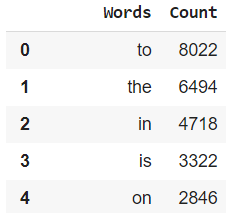 Words Count
0 to 8022
1 the 6494
2 in 4718
3 is 3322
4 on 2846